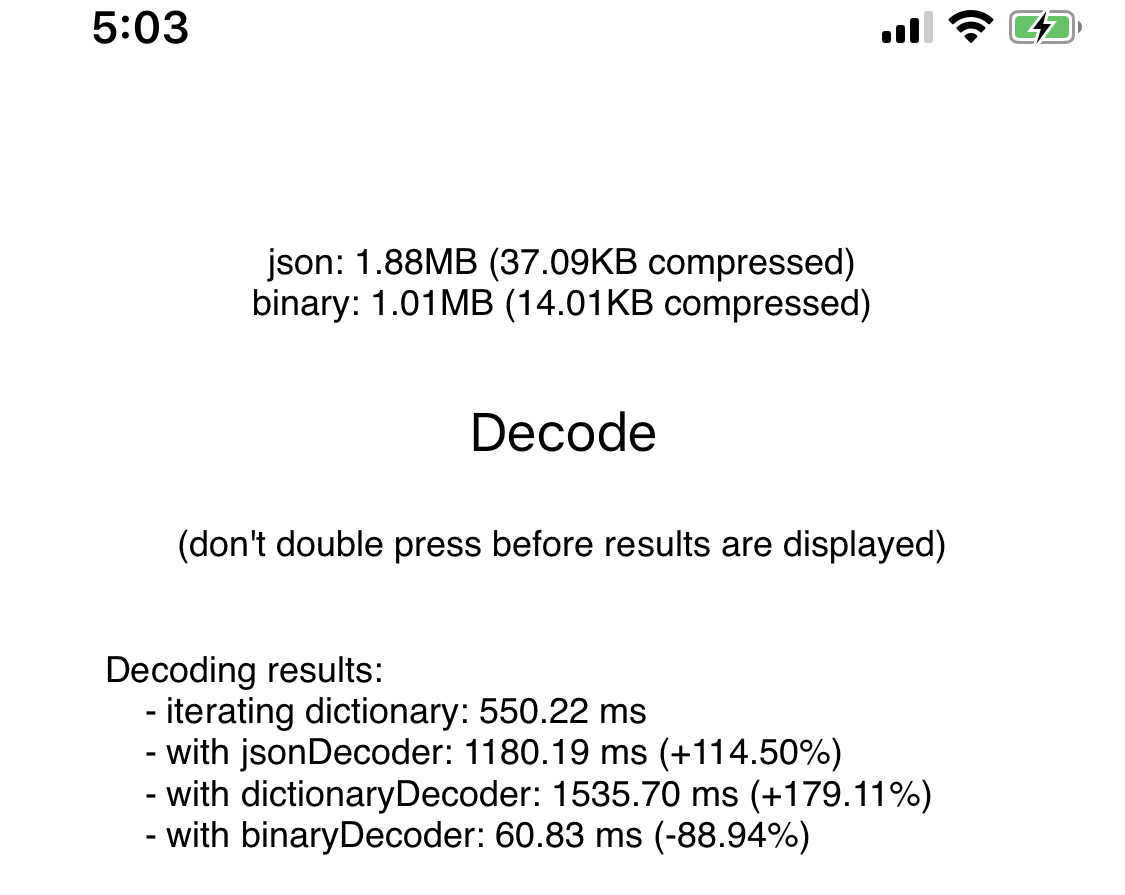 5:03
json: 1.88MB (37.09KB compressed)
binary: 1.01MB (14.01KB compressed)
Decode
(don't double press before results are displayed)
Decoding results:
- iterating dictionary: 550.22 ms
- with jsonDecoder: 1180.19 ms (+114.50%)
- with dictionaryDecoder: 1535.70 ms (+179.11%)
- with binaryDecoder: 60.83 ms (-88.94%)